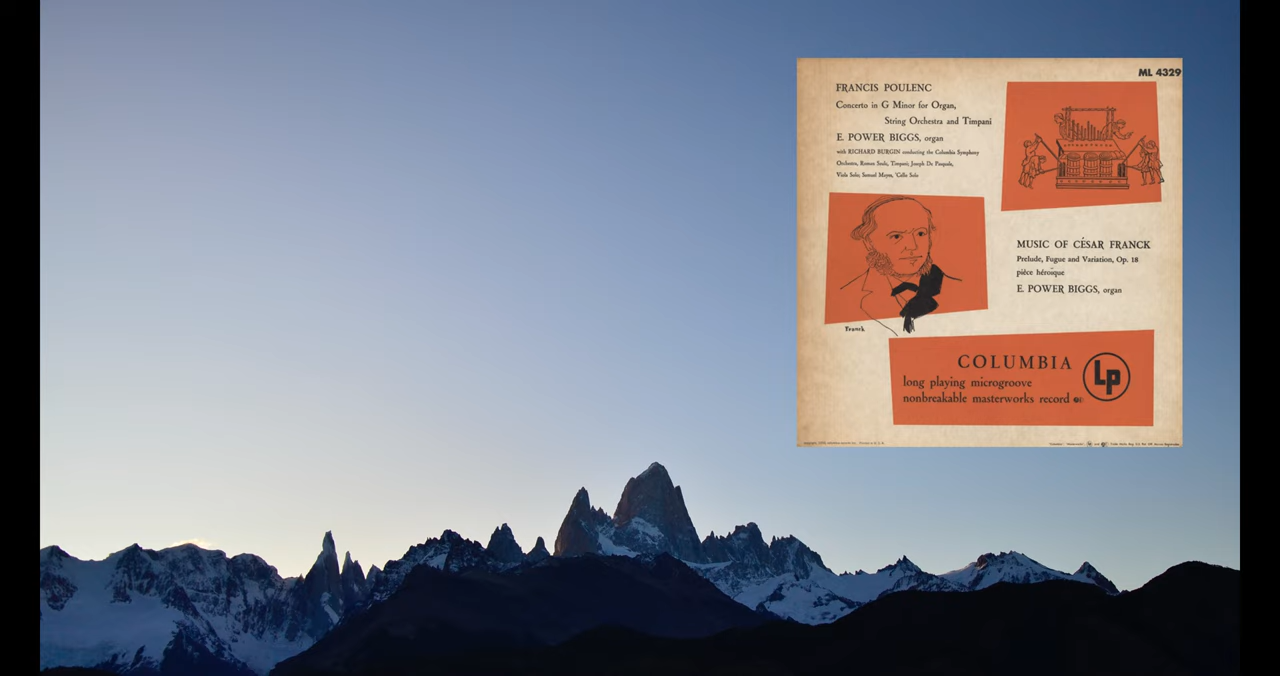 ML 4329
FRANCIS POULENC
Concerto in G Minor for Organ,
String Orchestra and Timpani
E. POWER BIGGS, organ
with RICHARD BURGIN conducting the Columbia Symphony
Orchestra, Roman Szulc, Timpani; Joseph De Pasquale,
Viola Solo; Samuel Mayes, 'Cello Solo
MUSIC OF CÉSAR FRANCK
Prelude, Fugue and Variation, Op. 18
pièce héroïque
E. POWER BIGGS, organ
Franck
COLUMBIA
Lp
long playing microgroove
nonbreakable masterworks record